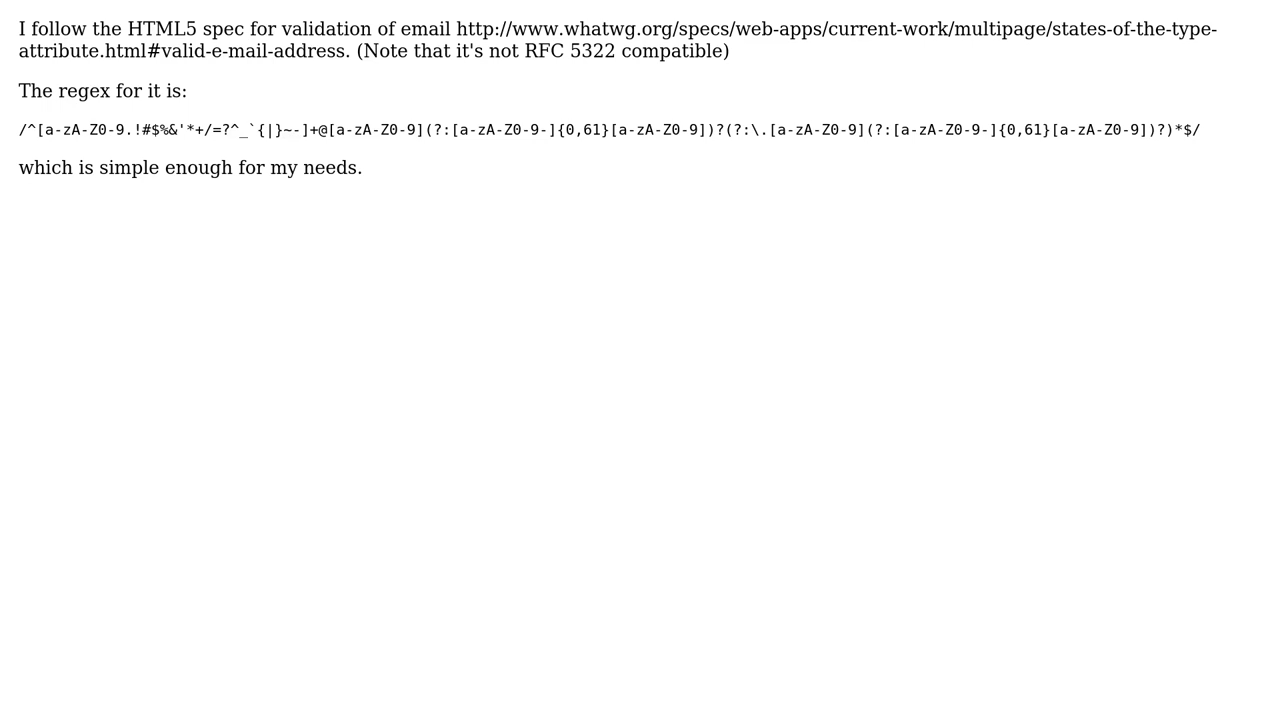 I follow the HTML5 spec for validation of email http://www.whatwg.org/specs/web-apps/current-work/multipage/states-of-the-type-
attribute.html#valid-e-mail-address. (Note that it's not RFC 5322 compatible)
The regex for it is:
/^[a-zA-Z0-9.!#$%&'*+/=?^_`{|}~-]+@[a-zA-Z0-9](?:[a-zA-Z0-9-]{0,61}[a-zA-Z0-9])?(?:\.[a-zA-Z0-9](?:[a-zA-Z0-9-]{0,61}[a-zA-Z0-9])?)*$/
which is simple enough for my needs.